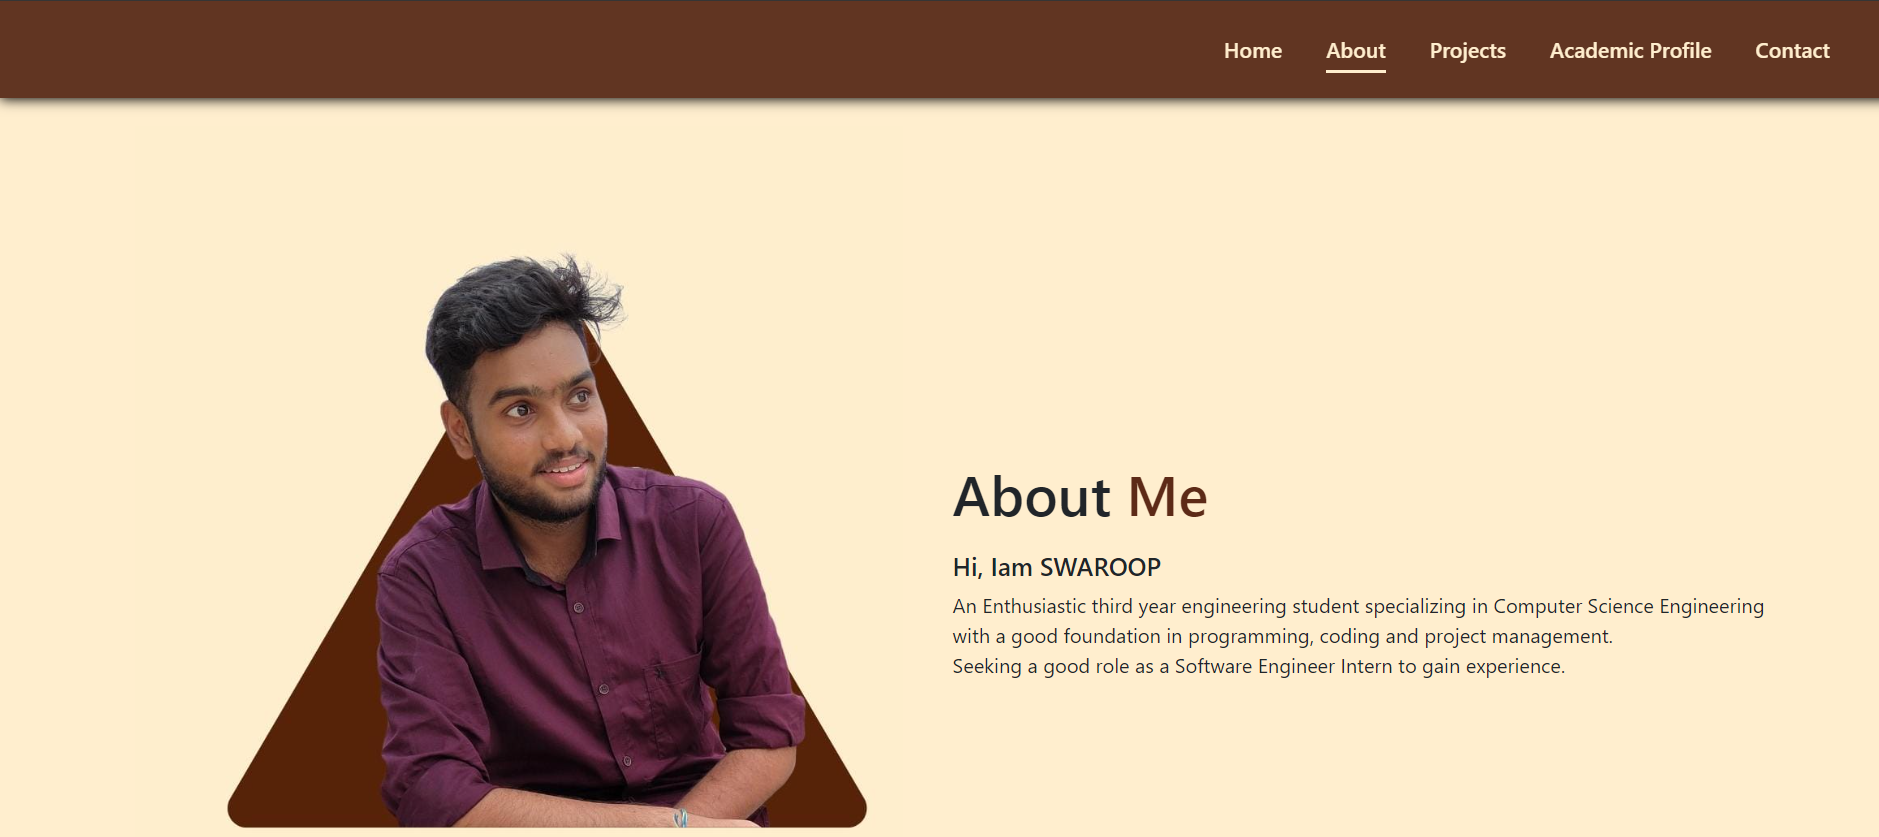 Home About Projects Academic Profile Contact
About Me
Hi, Iam SWAROOP
An Enthusiastic third year engineering student specializing in Computer Science Engineering
with a good foundation in programming, coding and project management.
Seeking a good role as a Software Engineer Intern to gain experience.